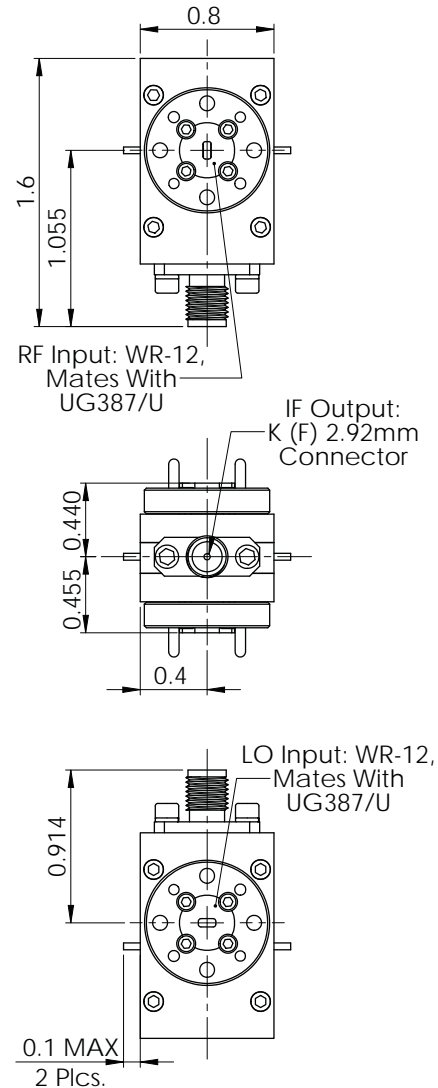 0.8
1.6
1.055
RF Input: WR-12,
Mates With
UG387/U
IF Output:
K (F) 2.92mm
Connector
0.440
0.455
0.4
LO Input: WR-12,
Mates With
UG387/U
0.914
0.1 MAX
2 Plcs.